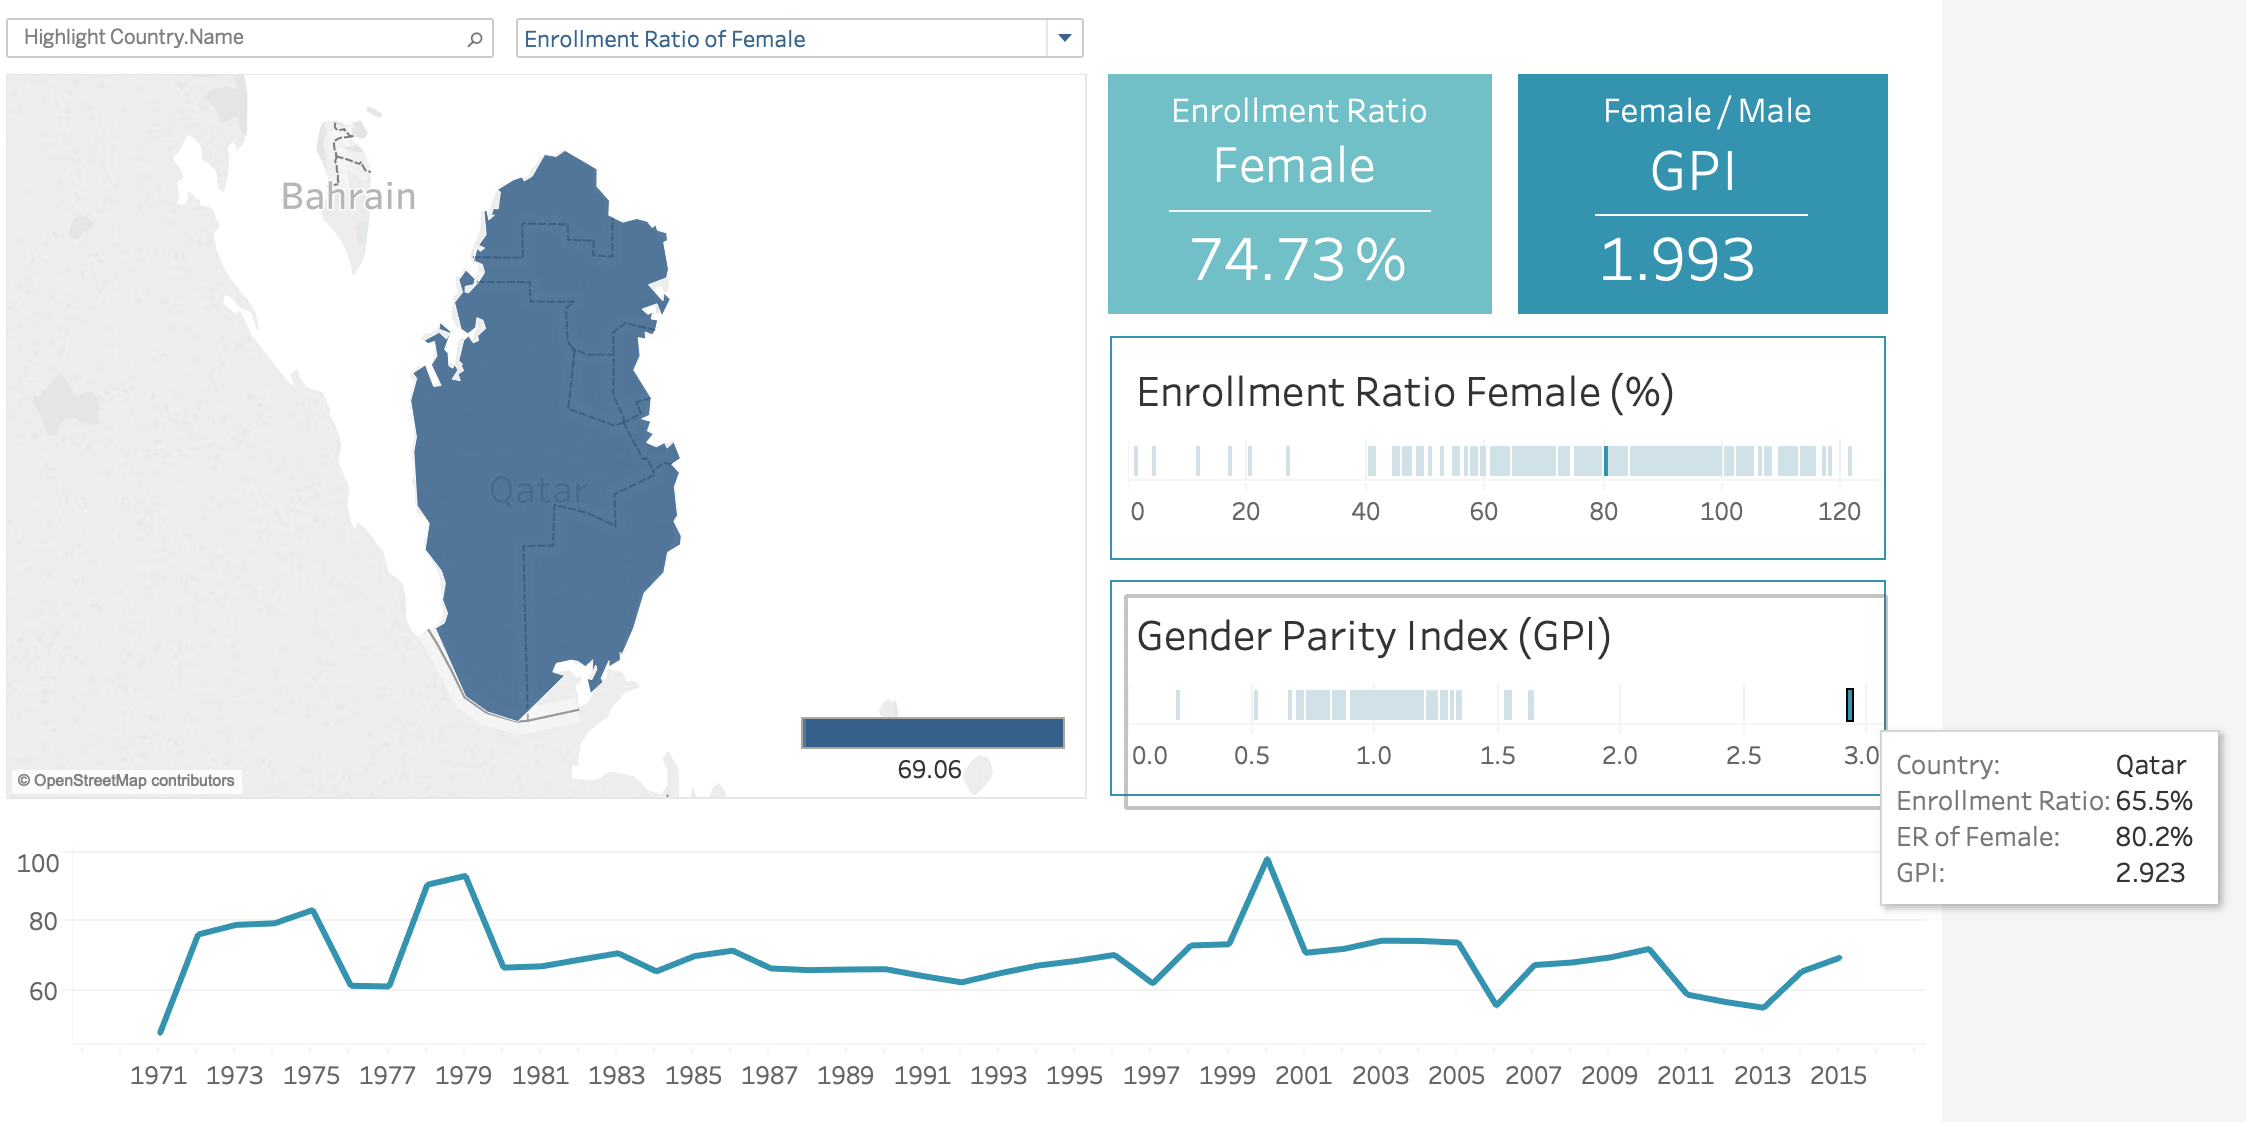 Highlight Country.Name
Enrollment Ratio of Female
Bahrain
Qatar
© OpenStreetMap contributors
69.06
Enrollment Ratio
Female
74.73 %
Female / Male
GPI
1.993
Enrollment Ratio Female (%)
0 20 40 60 80 100 120
Gender Parity Index (GPI)
0.0 0.5 1.0 1.5 2.0 2.5 3.0
Country: Qatar
Enrollment Ratio: 65.5%
ER of Female: 80.2%
GPI: 2.923
100
80
60
1971 1973 1975 1977 1979 1981 1983 1985 1987 1989 1991 1993 1995 1997 1999 2001 2003 2005 2007 2009 2011 2013 2015